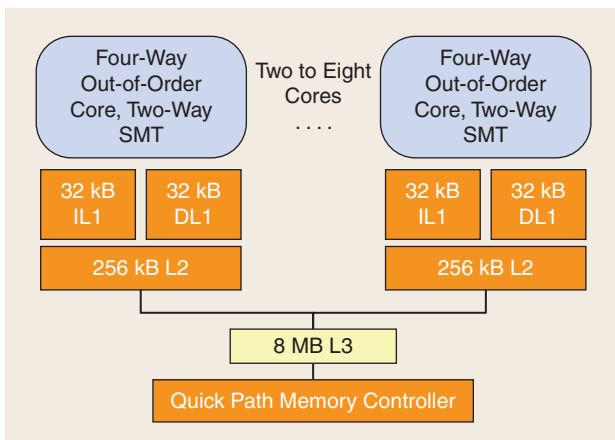 Four-Way
Out-of-Order
Core, Two-Way
SMT
Two to Eight
Cores
. . . .
Four-Way
Out-of-Order
Core, Two-Way
SMT
32 kB
IL1
32 kB
DL1
32 kB
IL1
32 kB
DL1
256 kB L2
256 kB L2
8 MB L3
Quick Path Memory Controller